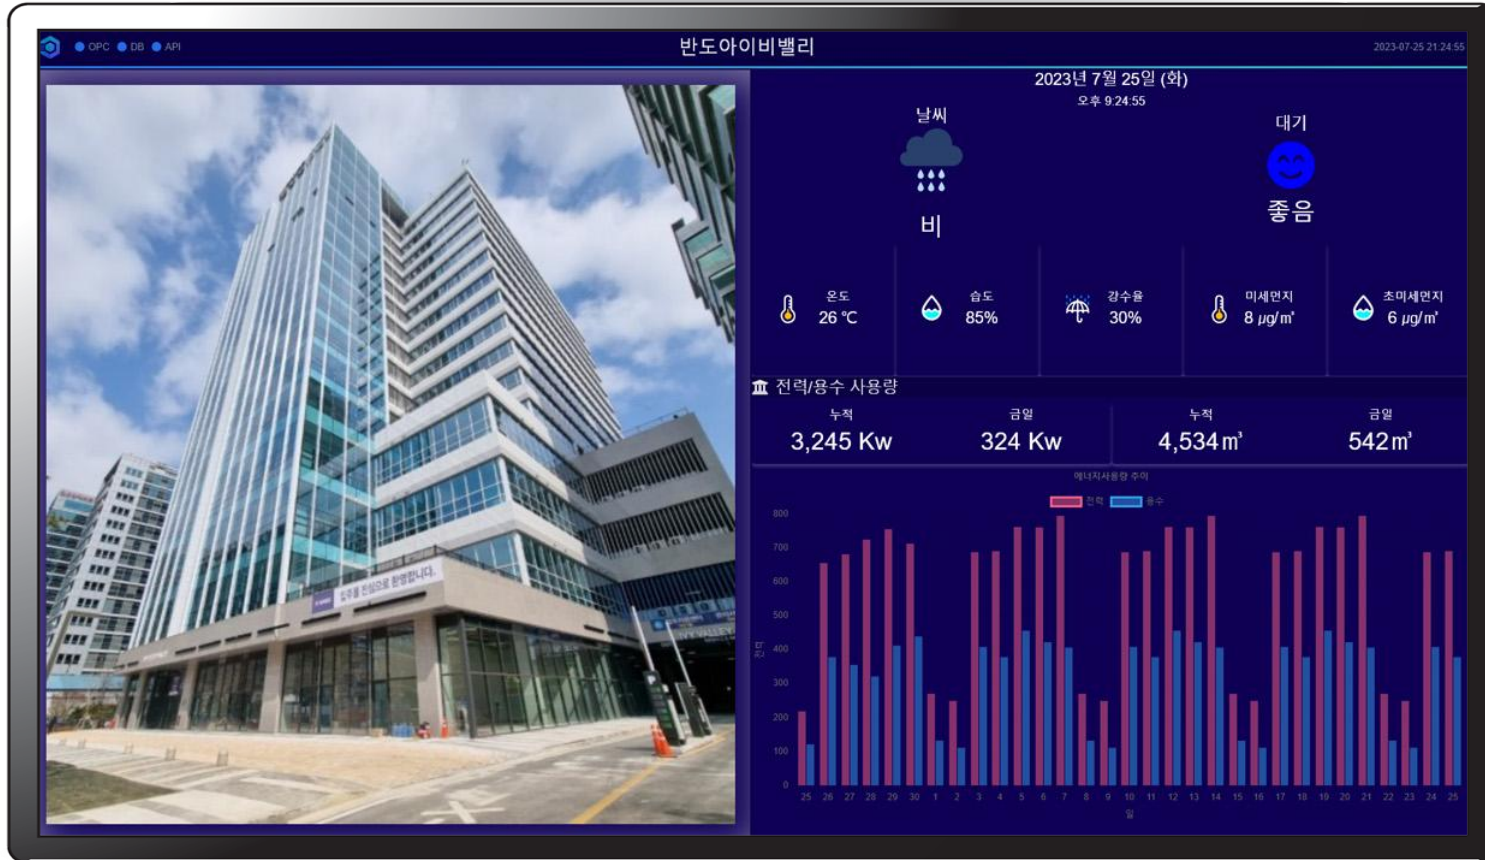 OPC DB API
반도아이비밸리
2023-07-25 21:24:55
2023년 7월 25일 (화)
오후 9:24:55
날씨
비
대기
좋음
온도
26 ℃
습도
85%
강수율
30%
미세먼지
8 μg/m³
초미세먼지
6 μg/m³
전력/용수 사용량
누적
3,245 Kw
금일
324 Kw
누적
4,534m³
금일
542m³
에너지사용량 추이
전력 용수
800
700
600
500
400
300
200
100
0
전력
25 26 27 28 29 30 1 2 3 4 5 6 7 8 9 10 11 12 13 14 15 16 17 18 19 20 21 22 23 24 25
일
입주를 진심으로 환영합니다.
IVY VALLEY